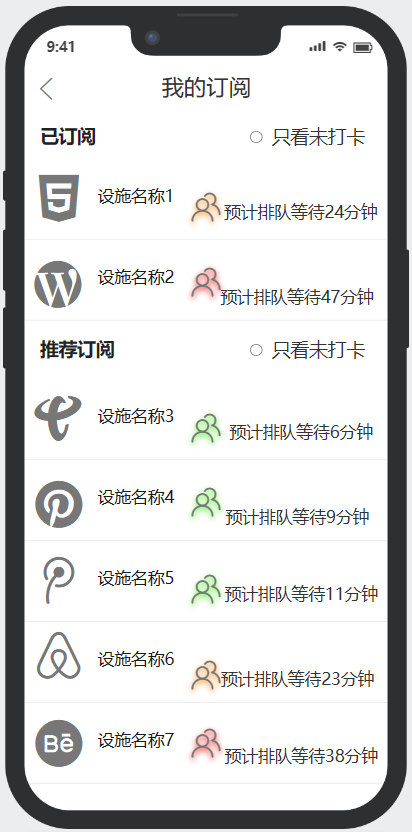 9:41
我的订阅
已订阅
只看未打卡
5
设施名称1
预计排队等待24分钟
W
设施名称2
预计排队等待47分钟
推荐订阅
只看未打卡
设施名称3
预计排队等待6分钟
设施名称4
预计排队等待9分钟
设施名称5
预计排队等待11分钟
设施名称6
预计排队等待23分钟
Bē
设施名称7
预计排队等待38分钟